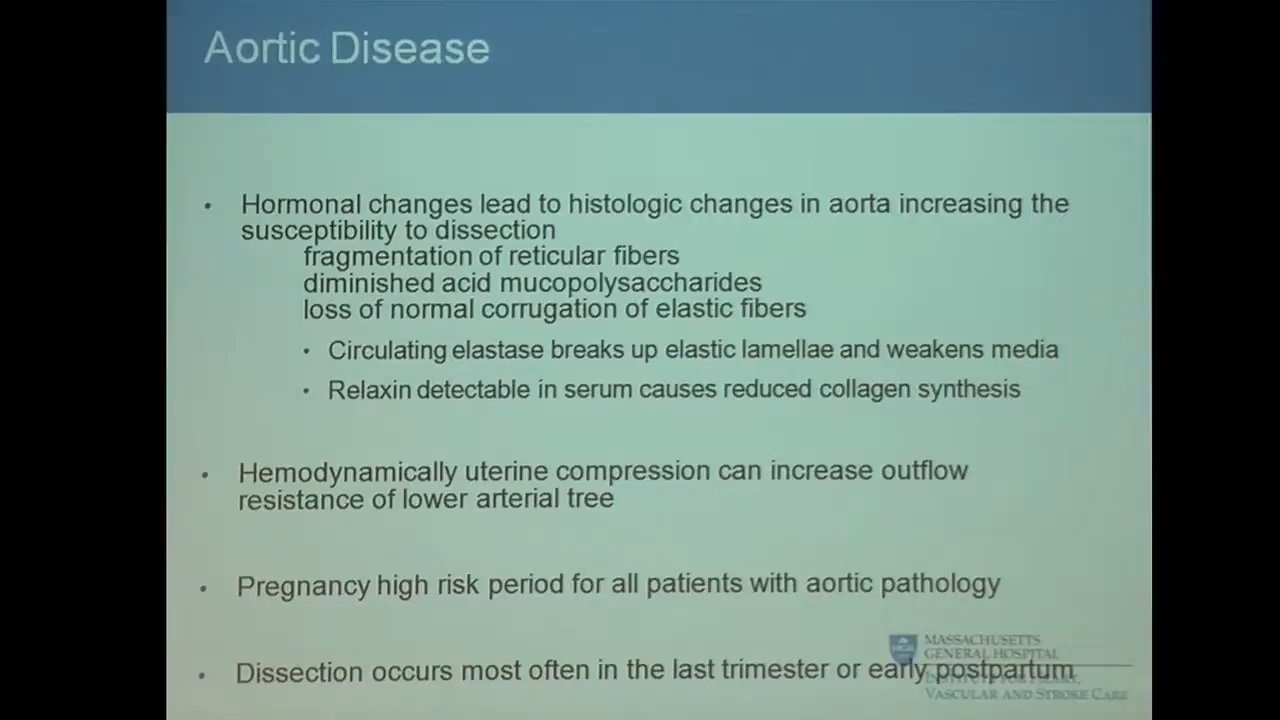 Aortic Disease
• Hormonal changes lead to histologic changes in aorta increasing the
susceptibility to dissection
fragmentation of reticular fibers
diminished acid mucopolysaccharides
loss of normal corrugation of elastic fibers
• Circulating elastase breaks up elastic lamellae and weakens media
• Relaxin detectable in serum causes reduced collagen synthesis
• Hemodynamically uterine compression can increase outflow
resistance of lower arterial tree
• Pregnancy high risk period for all patients with aortic pathology
• Dissection occurs most often in the last trimester or early postpartum
MASSACHUSETTS
GENERAL HOSPITAL
INSTITUTE FOR HEART,
VASCULAR AND STROKE CARE